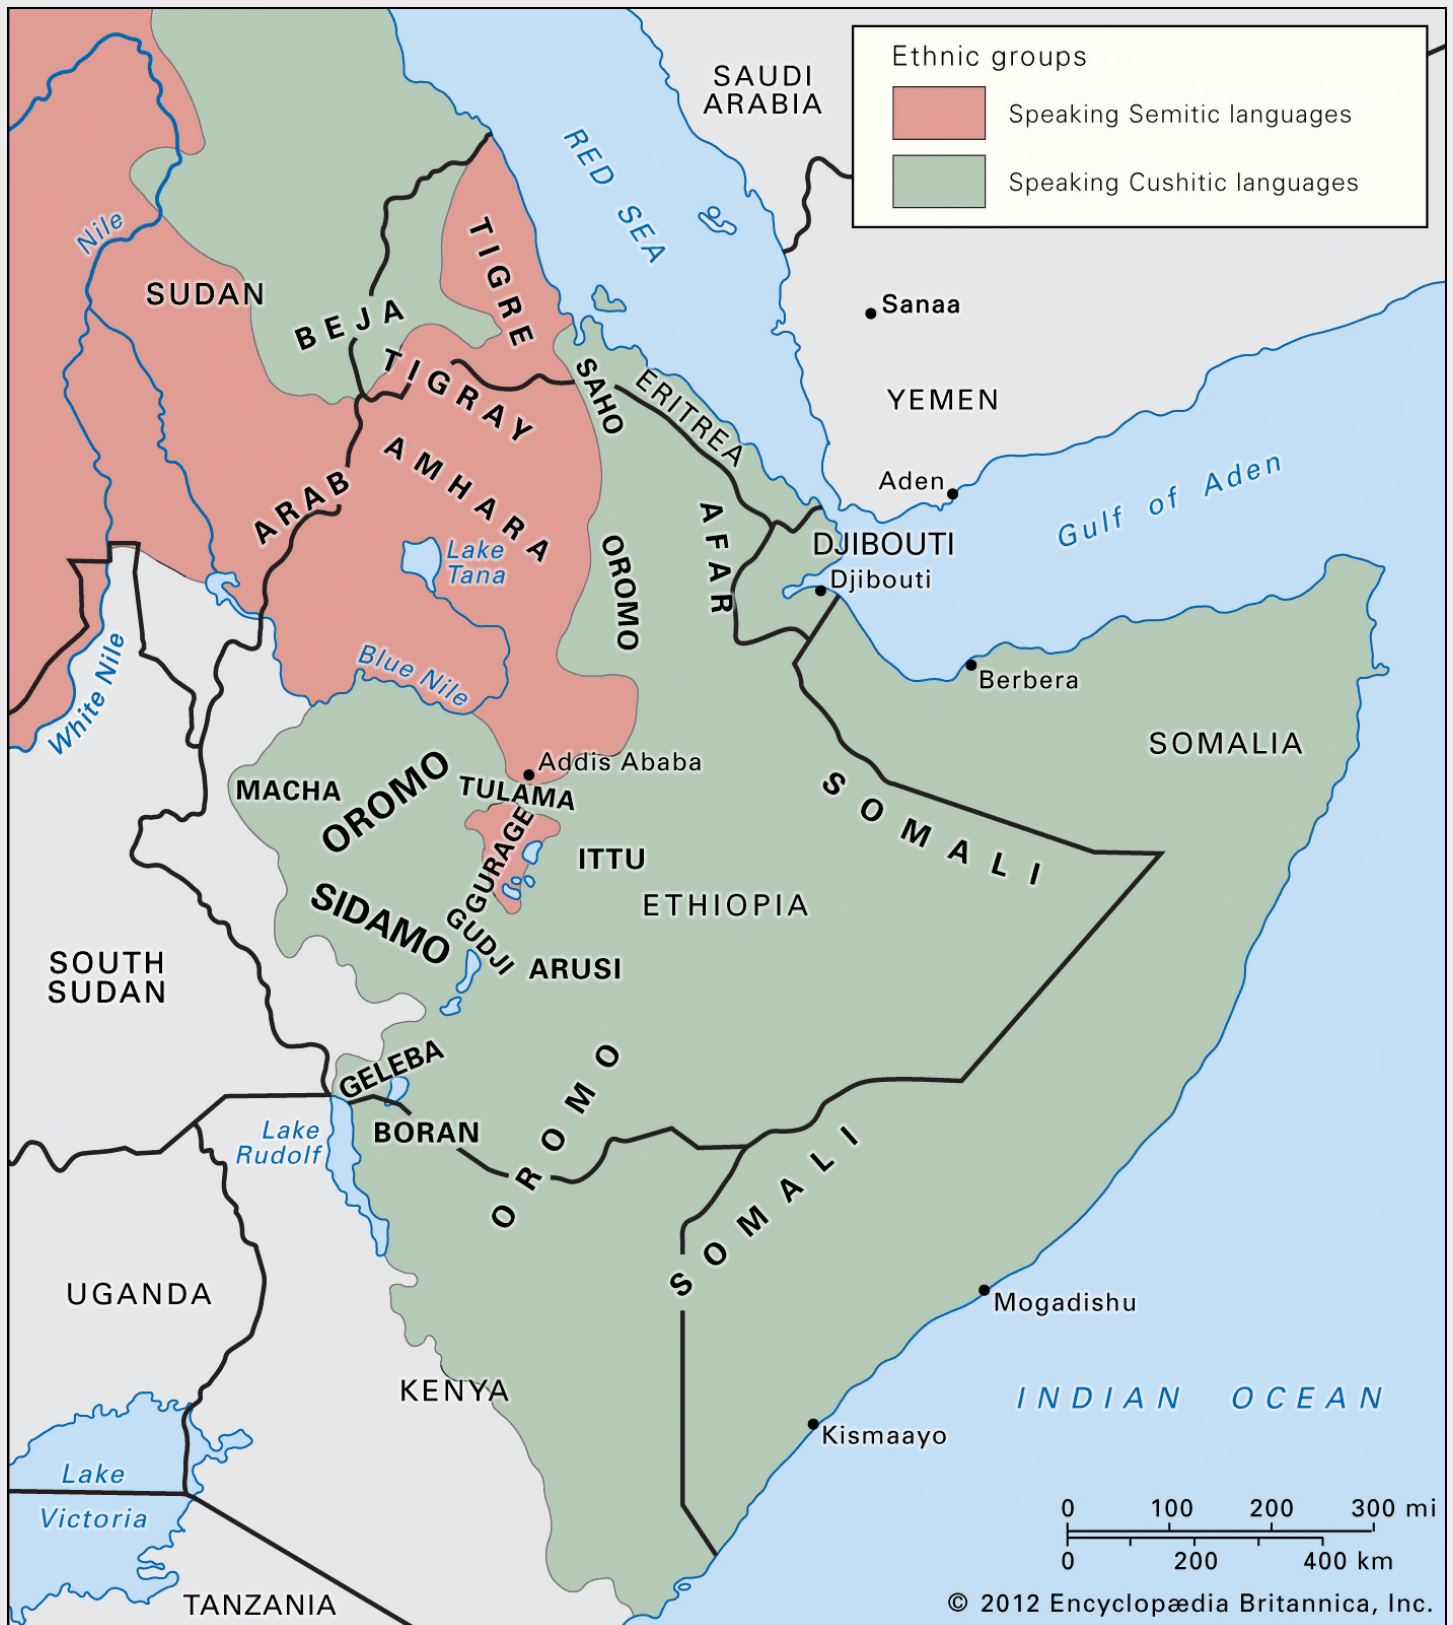 Ethnic groups
Speaking Semitic languages
Speaking Cushitic languages
SAUDI
ARABIA
RED SEA
Nile
SUDAN
TIGRE
BEJA
Sanaa
YEMEN
TIGRAY
SAHO
ERITREA
AMHARA
ARAB
Aden
Gulf of Aden
AFAR
Lake
Tana
OROMO
DJIBOUTI
Djibouti
White Nile
Blue Nile
Berbera
SOMALIA
Addis Ababa
MACHA
OROMO
TULAMA
SOMALI
GURAGE
ITTU
ETHIOPIA
SIDAMO
GUDJI
ARUSI
SOUTH
SUDAN
GELEBA
OROMO
BORAN
Lake
Rudolf
SOMALI
UGANDA
Mogadishu
KENYA
INDIAN OCEAN
Kismaayo
Lake
Victoria
TANZANIA
0 100 200 300 mi
0 200 400 km
© 2012 Encyclopædia Britannica, Inc.